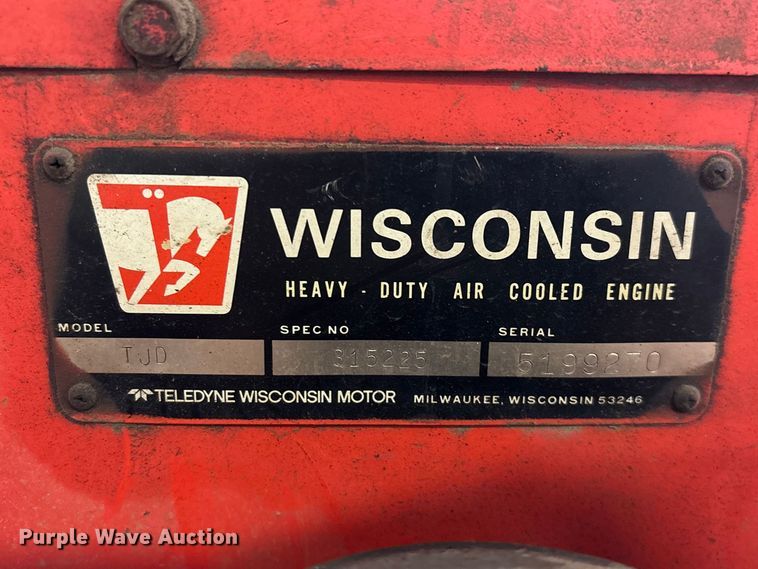 WISCONSIN
HEAVY - DUTY AIR COOLED ENGINE
MODEL SPEC NO SERIAL
TJD 315225 5199270
TELEDYNE WISCONSIN MOTOR MILWAUKEE, WISCONSIN 53246
Purple Wave Auction